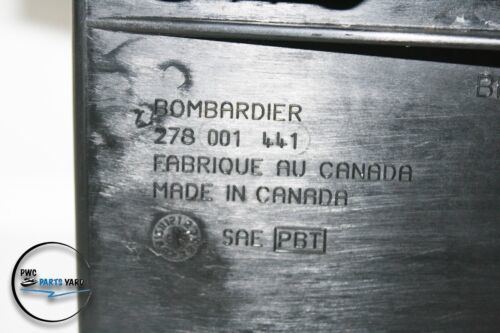 BOMBARDIER
278 001 441
FABRIQUE AU CANADA
MADE IN CANADA
SAE PBT
PWC
PARTS YARD